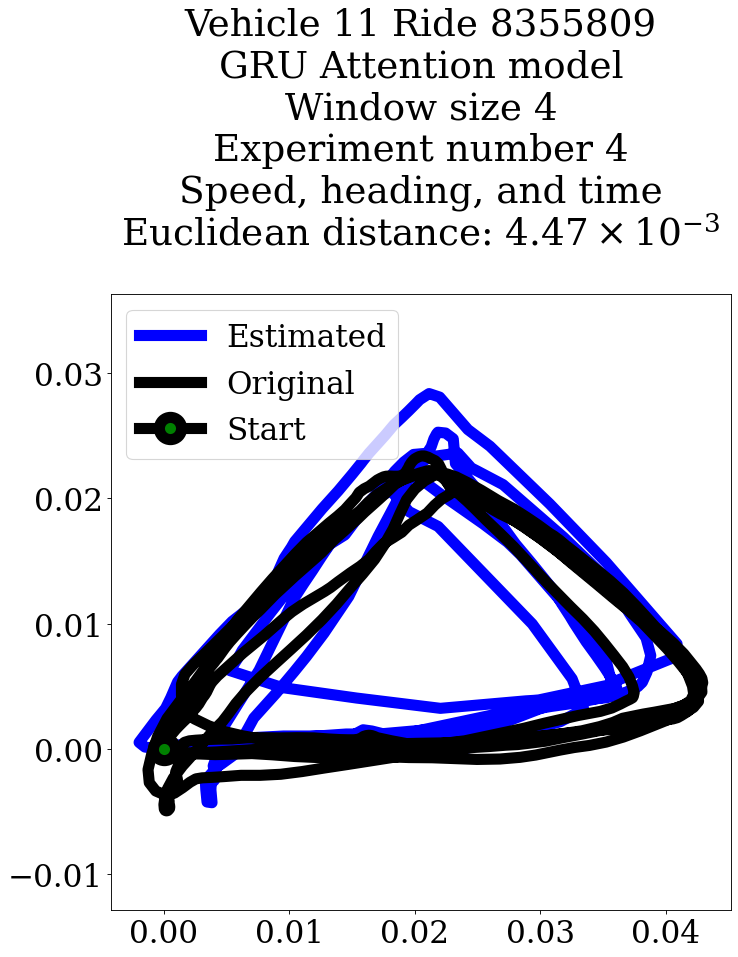 Vehicle 11 Ride 8355809
GRU Attention model
Window size 4
Experiment number 4
Speed, heading, and time
Euclidean distance: 4.47 × 10⁻³
Estimated
Original
Start
0.03
0.02
0.01
0.00
−0.01
0.00 0.01 0.02 0.03 0.04